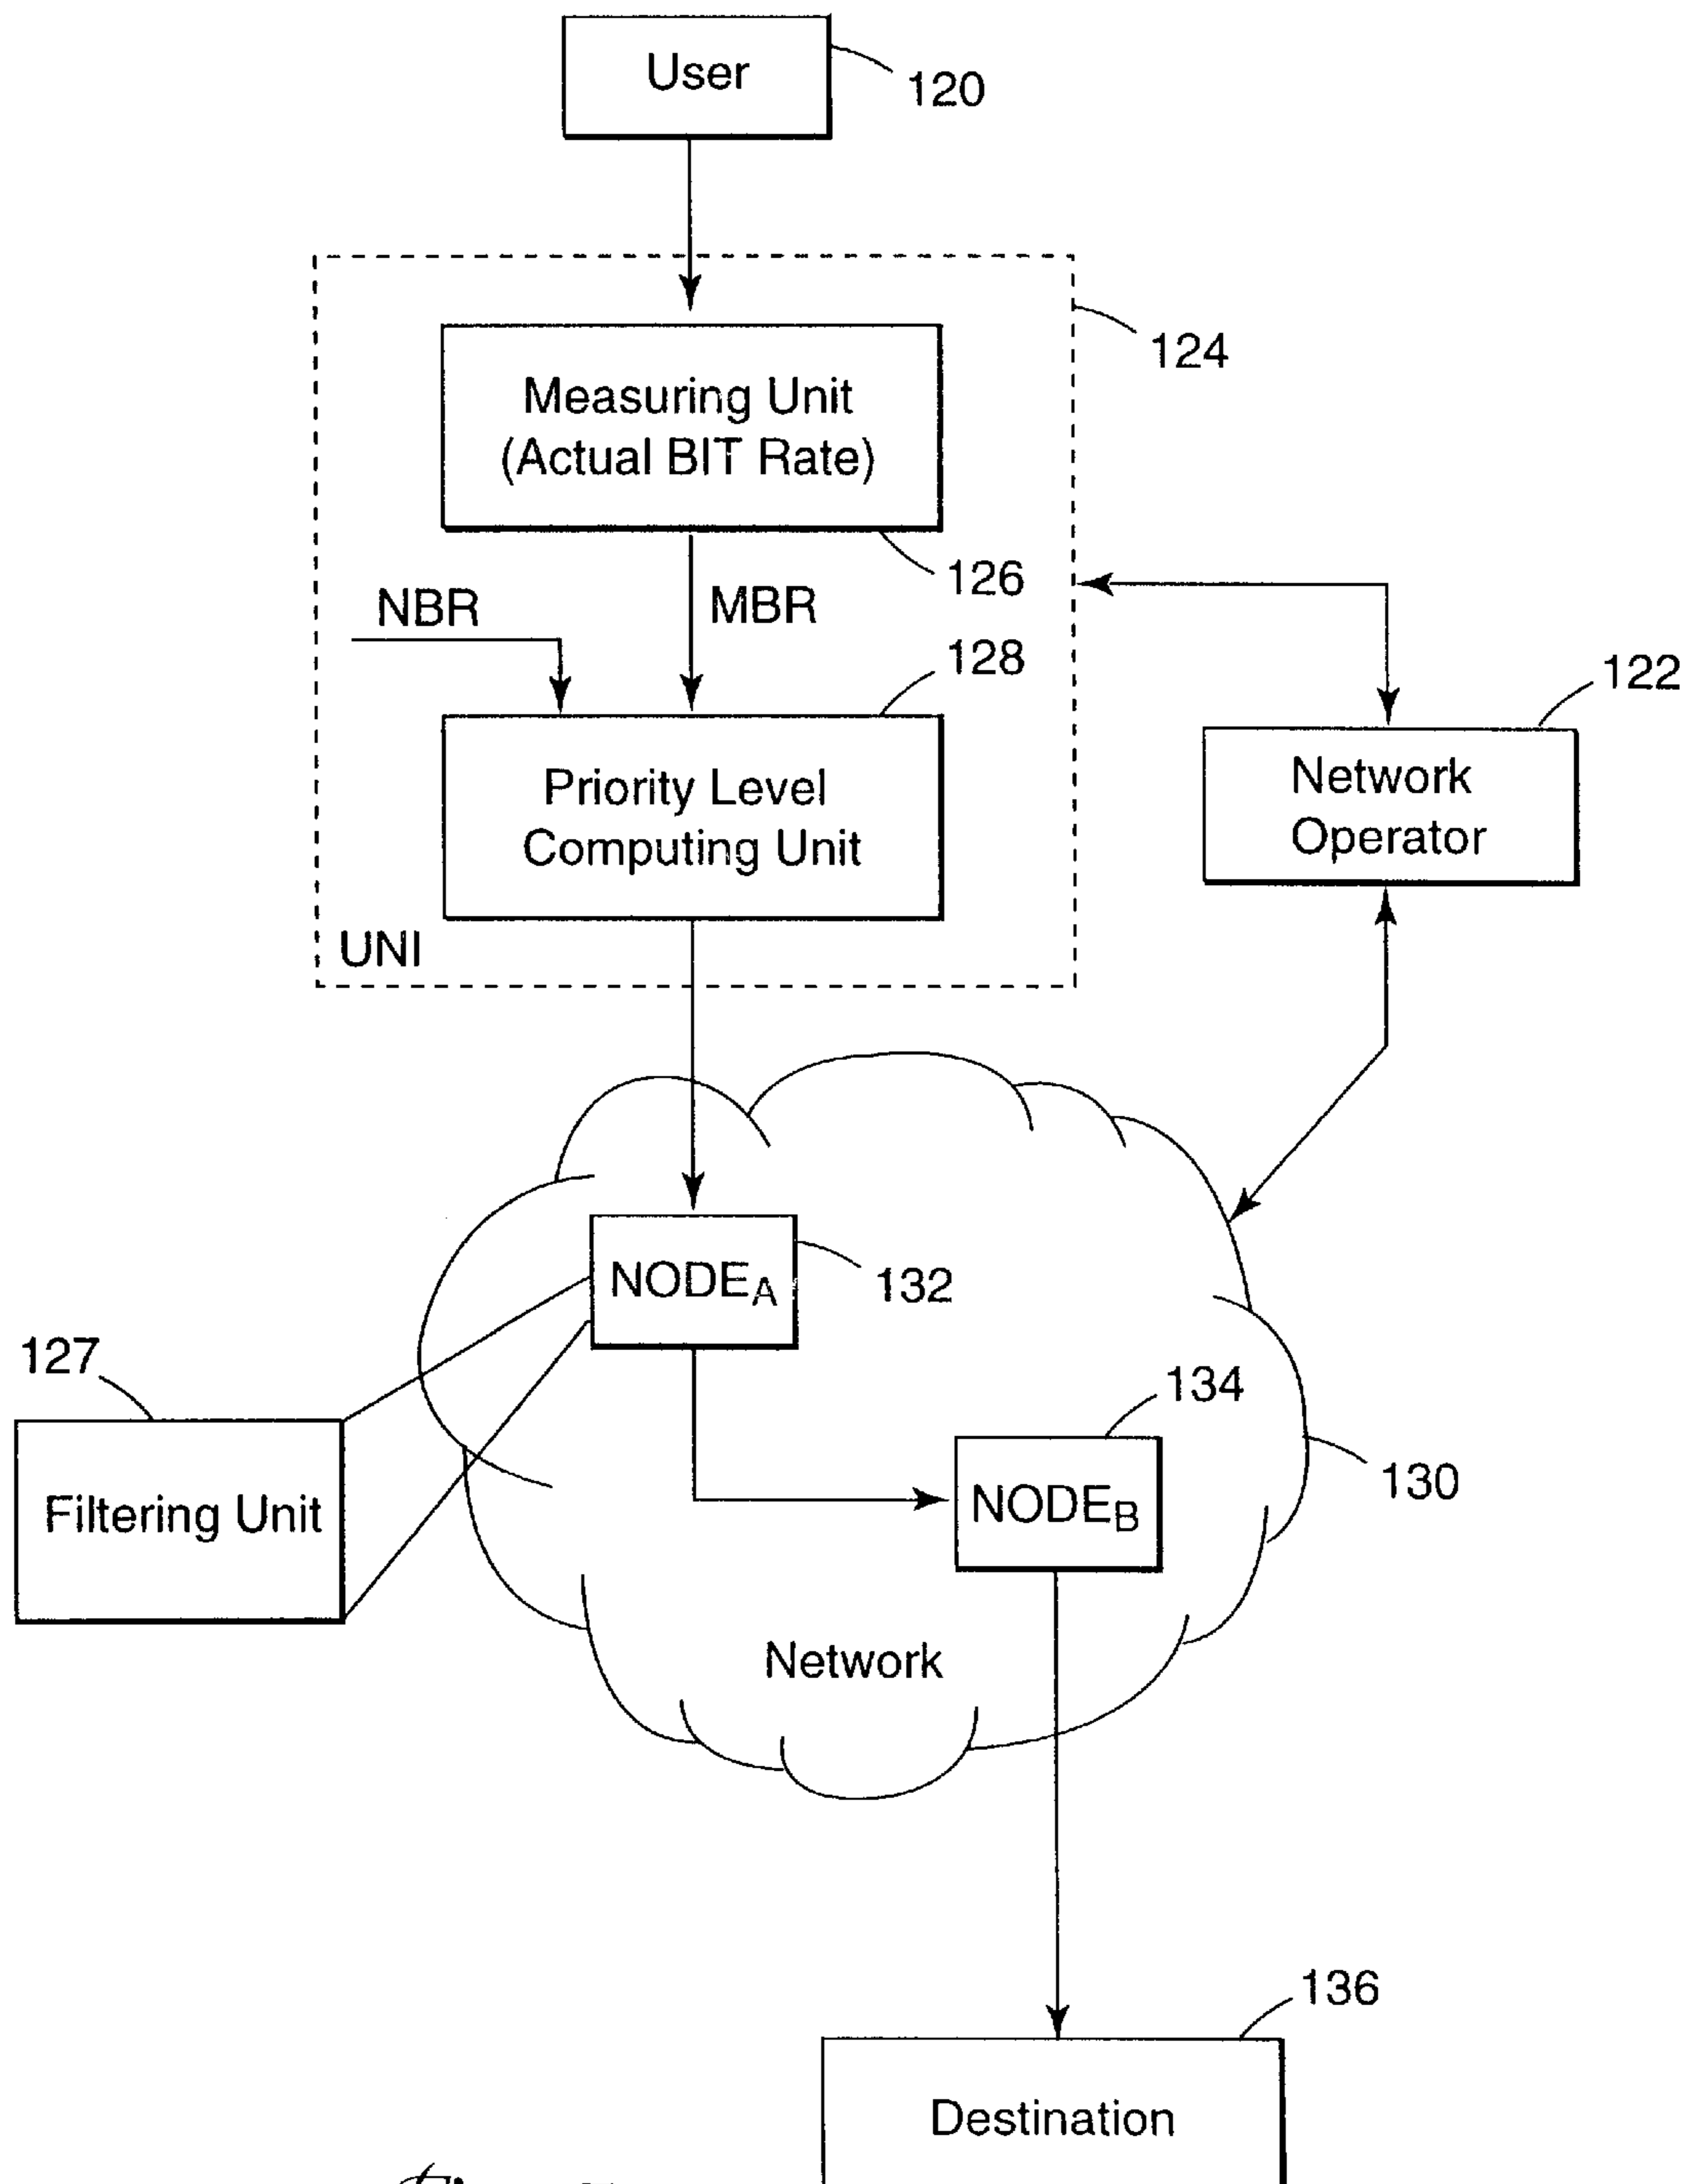 User
120
124
Measuring Unit
(Actual BIT Rate)
126
NBR
MBR
128
122
Priority Level
Computing Unit
Network
Operator
UNI
NODEA
132
127
134
Filtering Unit
NODEB
130
Network
136
Destination